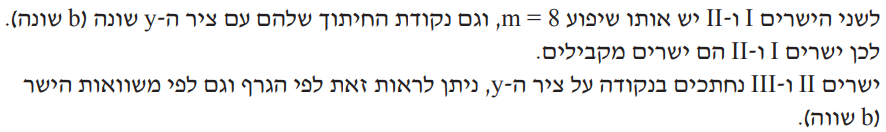 לשני הישרים I ו-II יש אותו שיפוע m = 8, וגם נקודת החיתוך שלהם עם ציר ה-y שונה (b שונה).
לכן ישרים I ו-II הם ישרים מקבילים.
ישרים II ו-III נחתכים בנקודה על ציר ה-y, ניתן לראות זאת לפי הגרף וגם לפי משוואות הישר
(b שווה).